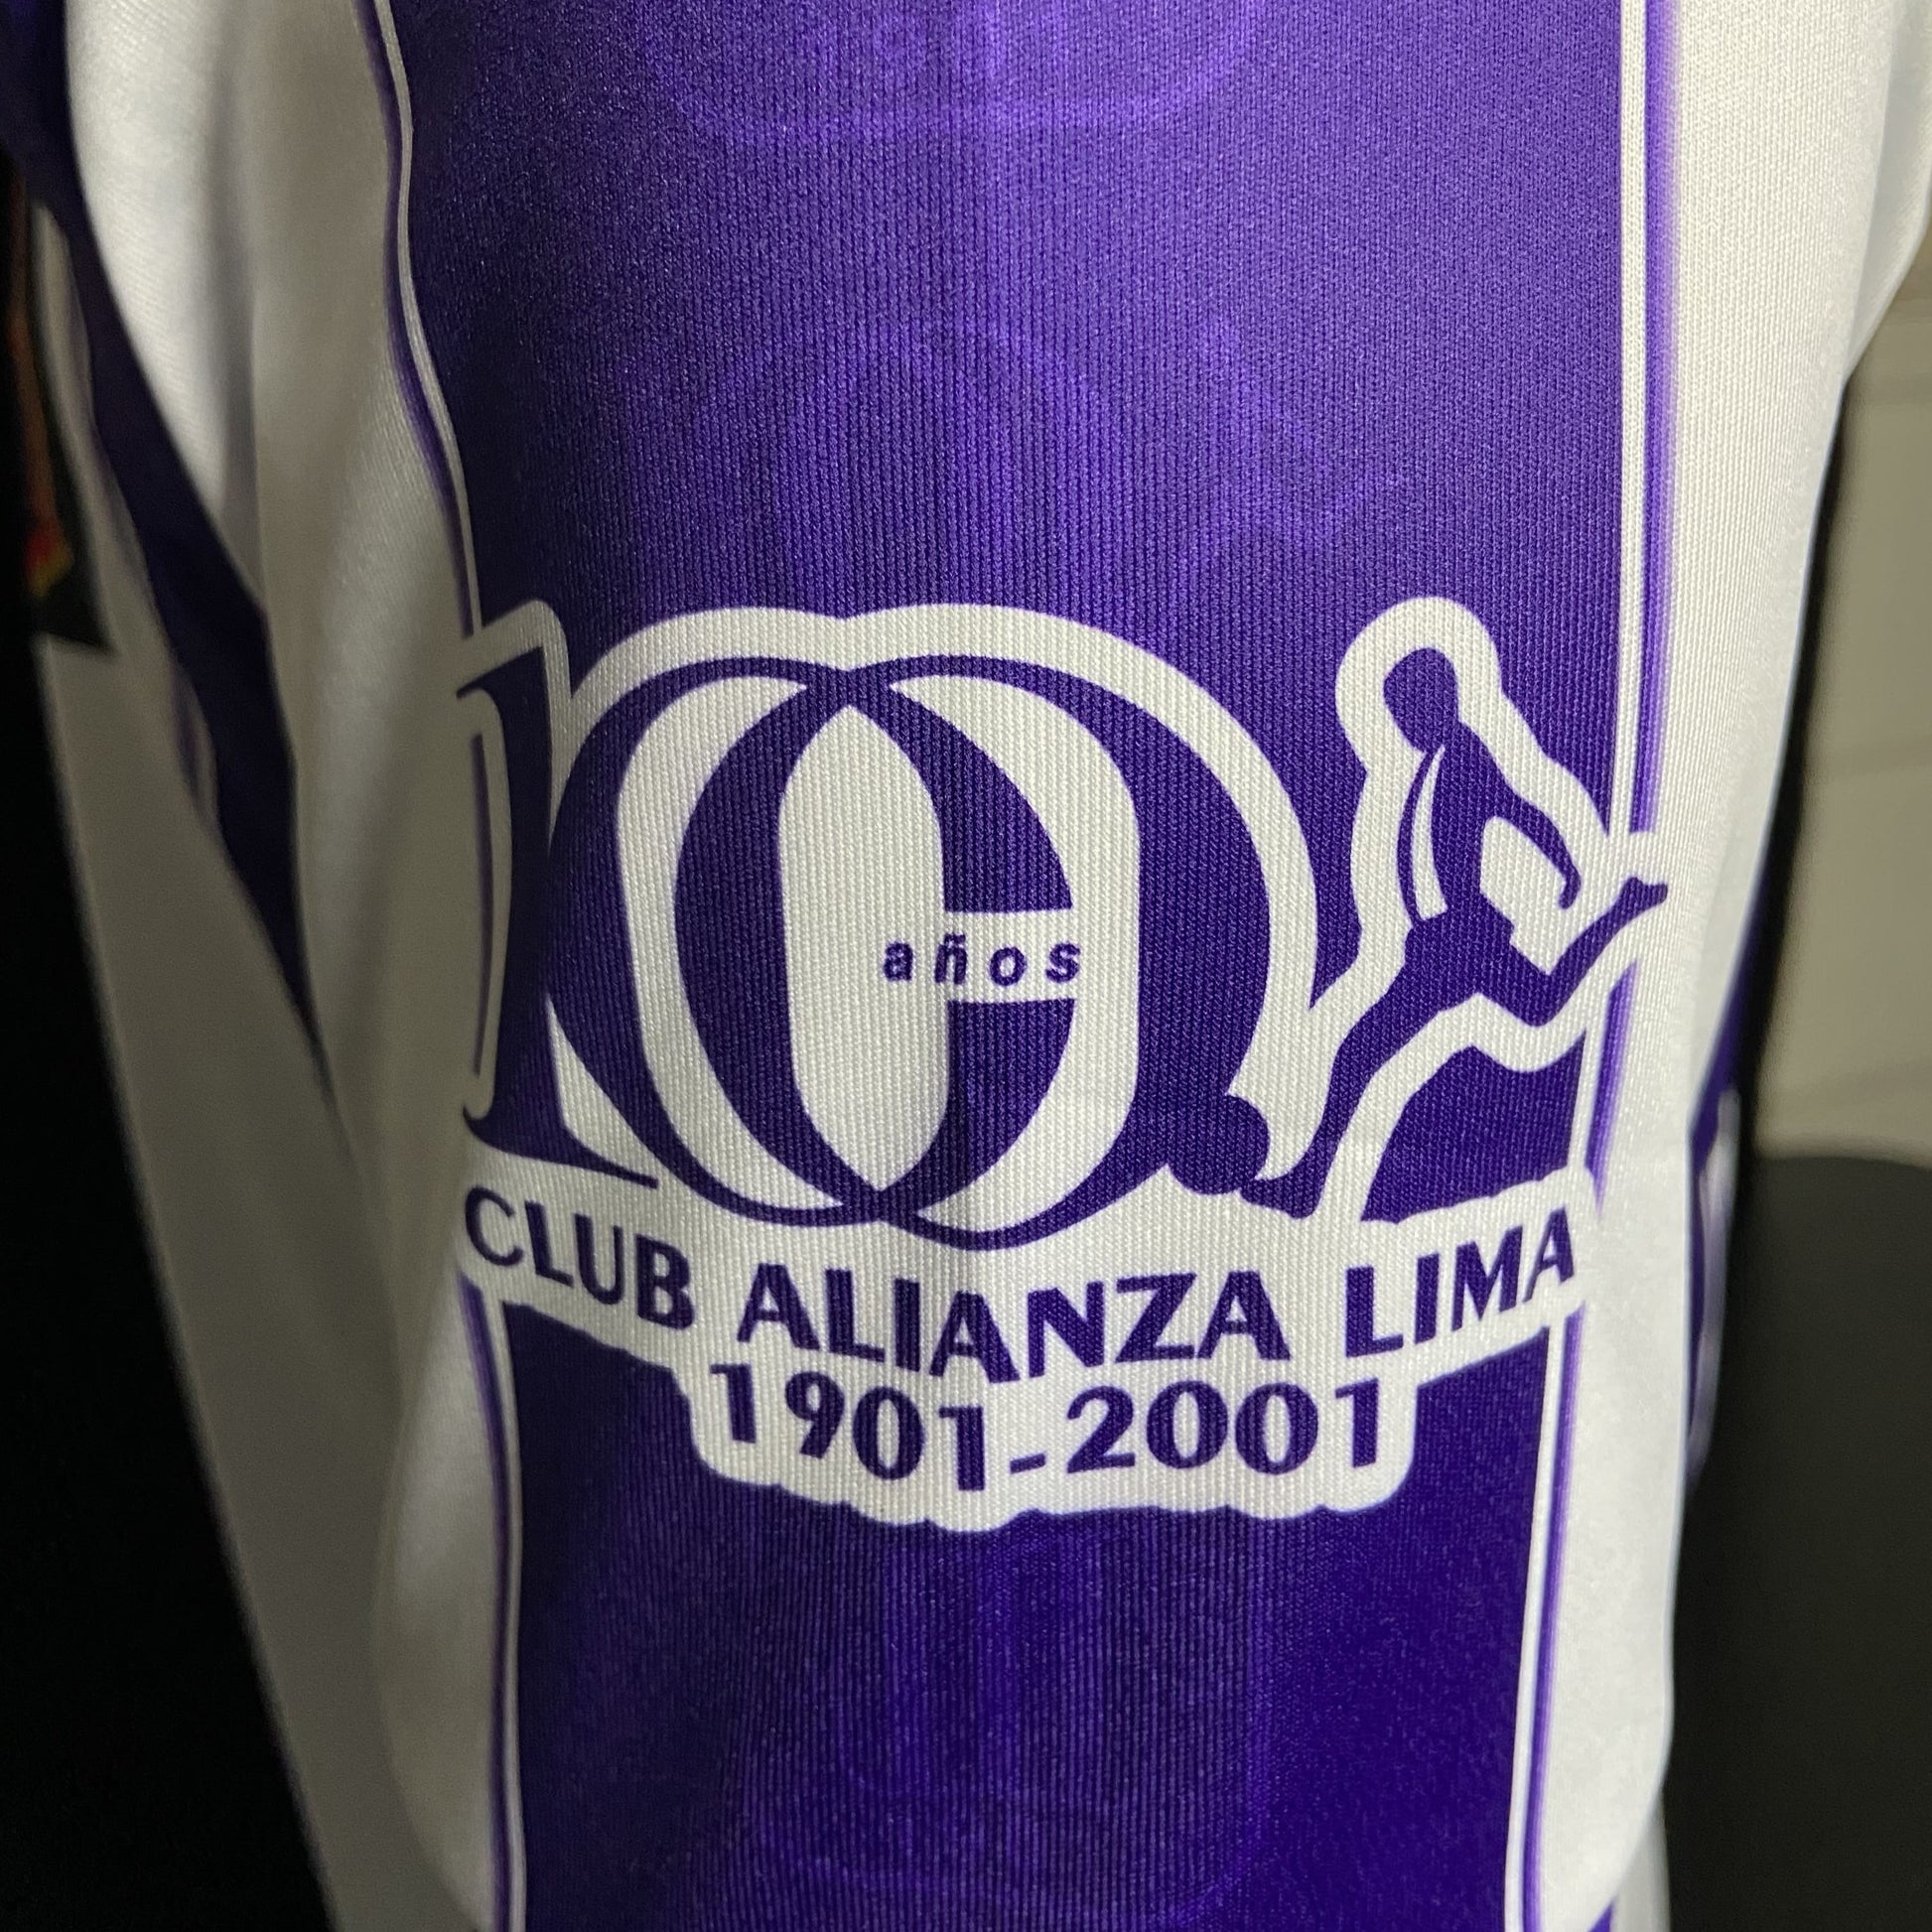 100
años
CLUB ALIANZA LIMA
1901-2001